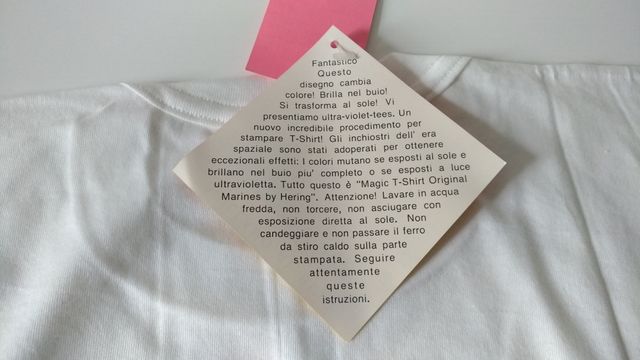 Fantastico
Questo
disegno cambia
colore! Brilla nel buio!
Si trasforma al sole! Vi
presentiamo ultra-violet-tees. Un
nuovo incredibile procedimento per
stampare T-Shirt! Gli inchiostri dell' era
spaziale sono stati adoperati per ottenere
eccezionali effetti: I colori mutano se esposti al sole e
brillano nel buio piu' completo o se esposti a luce
ultravioletta. Tutto questo è "Magic T-Shirt Original
Marines by Hering". Attenzione! Lavare in acqua
fredda, non torcere, non asciugare con
esposizione diretta al sole. Non
candeggiare e non passare il ferro
da stiro caldo sulla parte
stampata. Seguire
attentamente
queste
istruzioni.